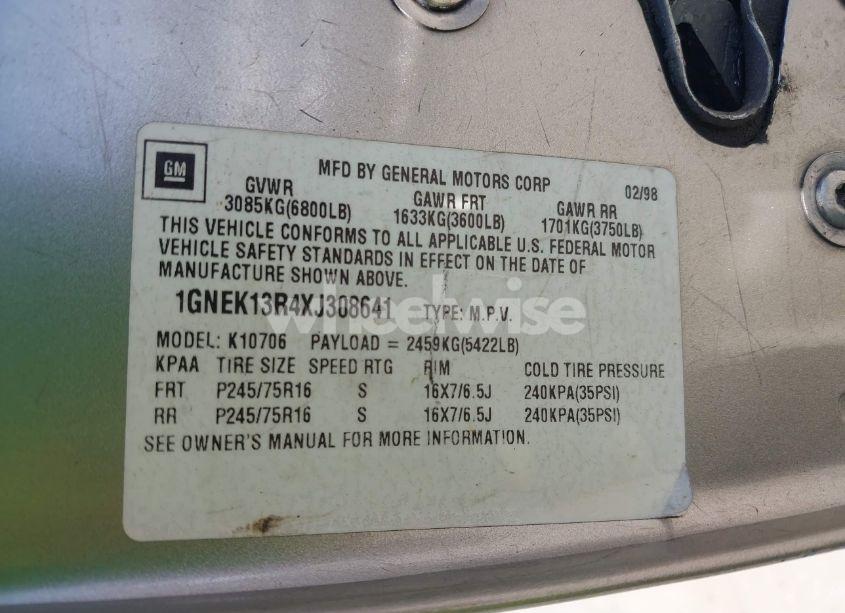 GM
MFD BY GENERAL MOTORS CORP 02/98
GVWR GAWR FRT GAWR RR
3085KG(6800LB) 1633KG(3600LB) 1701KG(3750LB)
THIS VEHICLE CONFORMS TO ALL APPLICABLE U.S. FEDERAL MOTOR
VEHICLE SAFETY STANDARDS IN EFFECT ON THE DATE OF
MANUFACTURE SHOWN ABOVE.
1GNEK13R4XJ308641 TYPE: M.P.V.
wheelwise
MODEL: K10706 PAYLOAD = 2459KG(5422LB)
KPAA TIRE SIZE SPEED RTG RIM COLD TIRE PRESSURE
FRT P245/75R16 S 16X7/6.5J 240KPA(35PSI)
RR P245/75R16 S 16X7/6.5J 240KPA(35PSI)
SEE OWNER'S MANUAL FOR MORE INFORMATION.